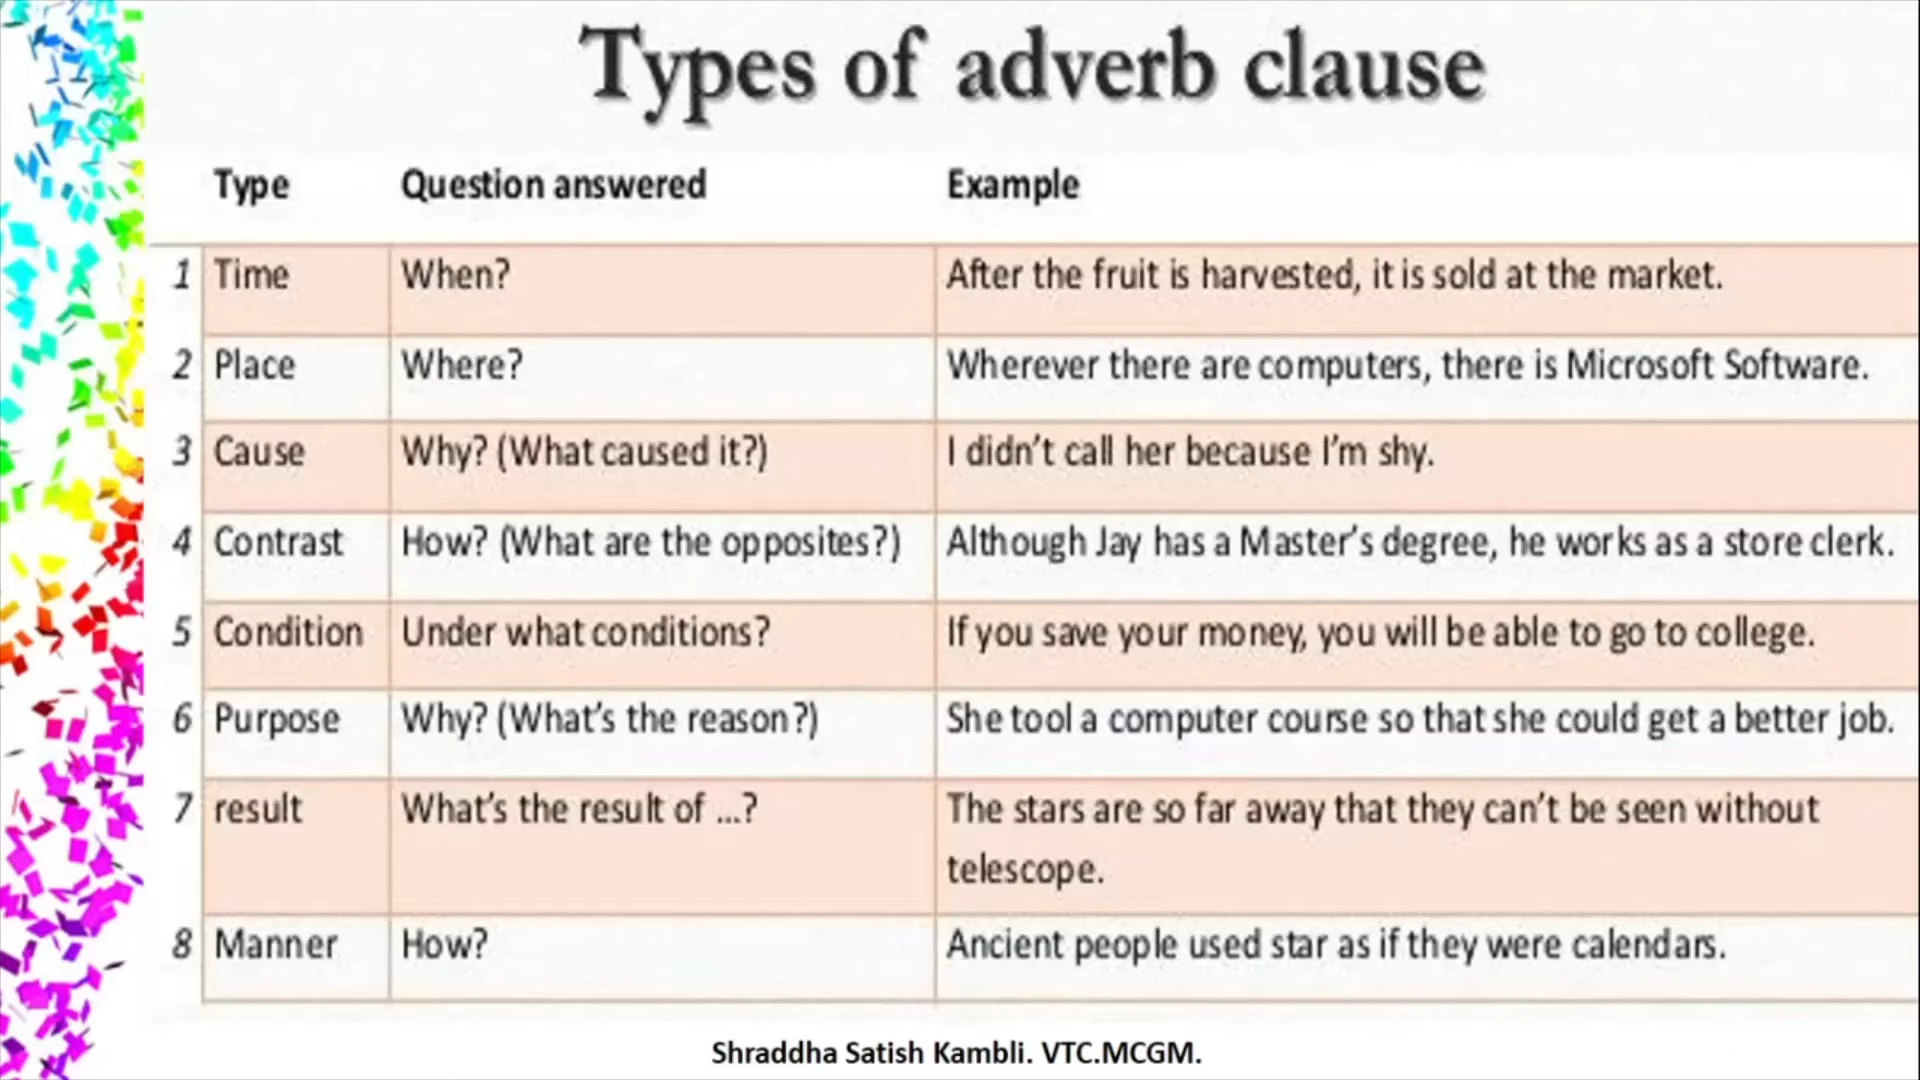 Types of adverb clause
Type Question answered Example
1 Time When? After the fruit is harvested, it is sold at the market.
2 Place Where? Wherever there are computers, there is Microsoft Software.
3 Cause Why? (What caused it?) I didn't call her because I'm shy.
4 Contrast How? (What are the opposites?) Although Jay has a Master's degree, he works as a store clerk.
5 Condition Under what conditions? If you save your money, you will be able to go to college.
6 Purpose Why? (What's the reason?) She tool a computer course so that she could get a better job.
7 result What's the result of ...? The stars are so far away that they can't be seen without
telescope.
8 Manner How? Ancient people used star as if they were calendars.
Shraddha Satish Kambli. VTC.MCGM.